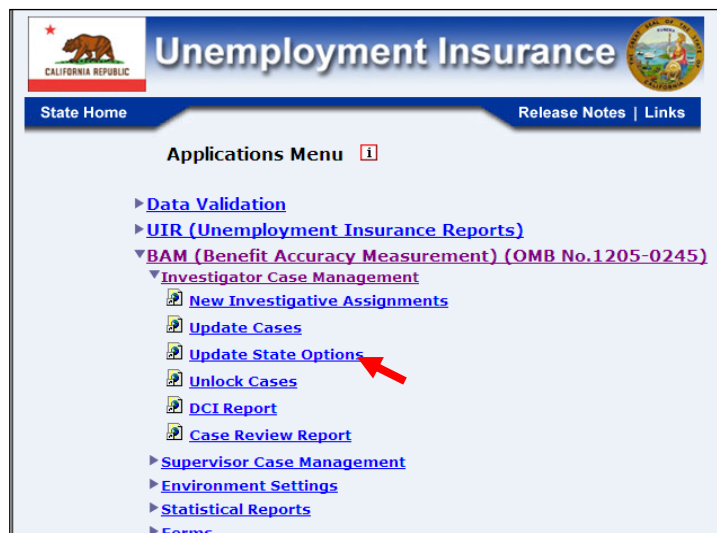 CALIFORNIA REPUBLIC
Unemployment Insurance
State Home
Release Notes | Links
Applications Menu i
Data Validation
UIR (Unemployment Insurance Reports)
BAM (Benefit Accuracy Measurement) (OMB No.1205-0245)
Investigator Case Management
New Investigative Assignments
Update Cases
Update State Options
Unlock Cases
DCI Report
Case Review Report
Supervisor Case Management
Environment Settings
Statistical Reports
Forms